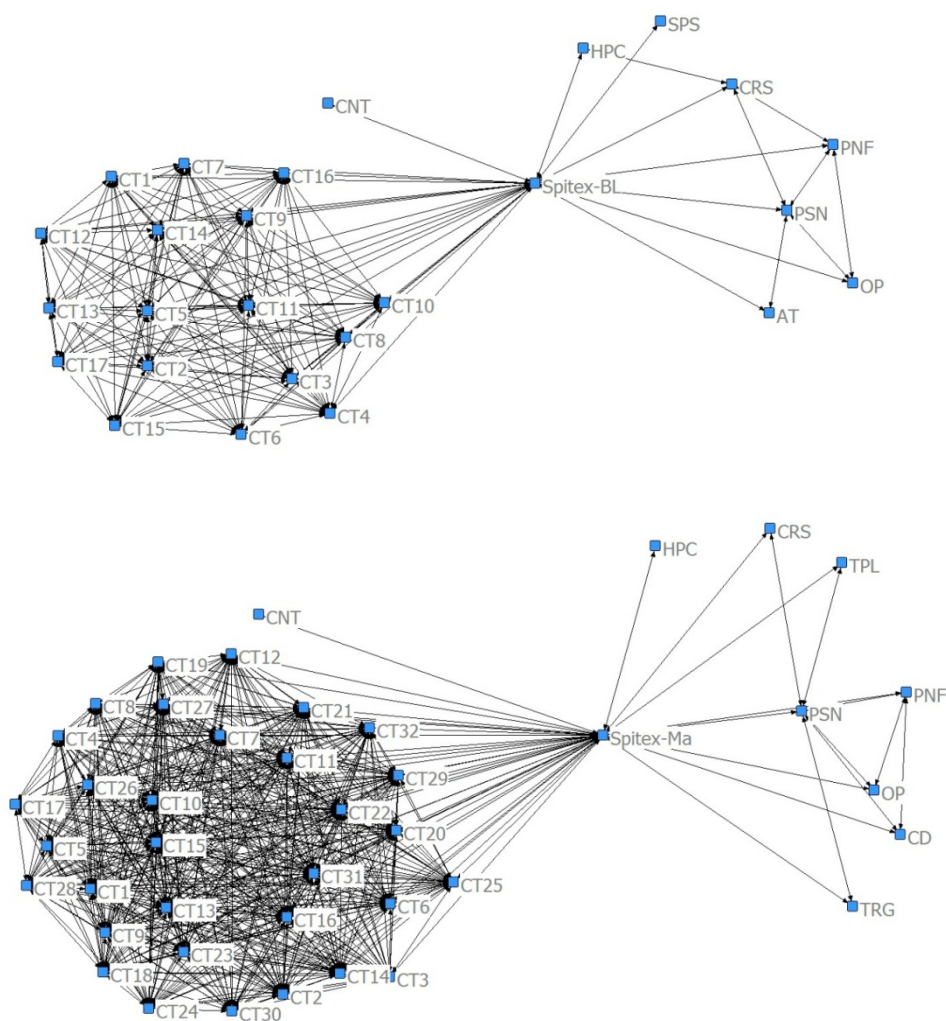 SPS
HPC
CRS
CNT
PNF
CT7
CT1
CT16
Spitex-BL
PSN
CT9
CT12
CT14
OP
CT10
CT13
CT5
CT11
AT
CT8
CT17
CT2
CT3
CT4
CT15
CT6
CRS
HPC
TPL
CNT
CT12
CT19
PNF
CT8
CT27
CT21
PSN
CT32
CT4
CT7
Spitex-Ma
CT11
CT29
CT26
OP
CT17
CT10
CT22
CT20
CD
CT5
CT15
CT31
CT25
CT28
CT1
CT6
TRG
CT13
CT16
CT9
CT23
CT18
CT14
CT3
CT2
CT24
CT30